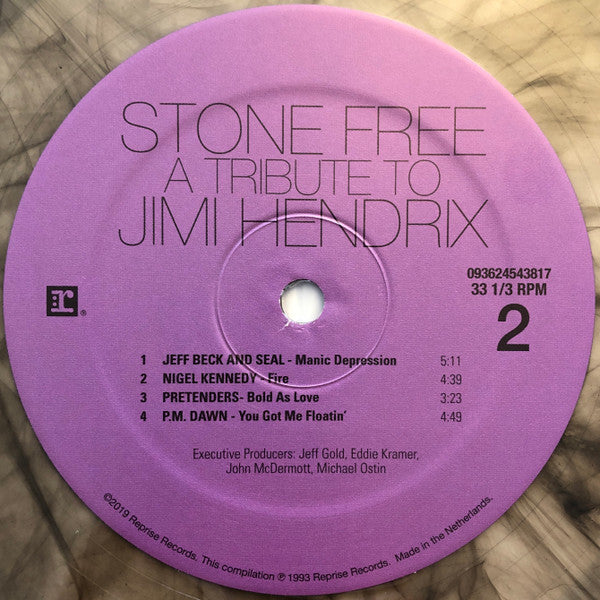 STONE FREE
A TRIBUTE TO
JIMI HENDRIX
093624543817
33 1/3 RPM
2
r®
1 JEFF BECK AND SEAL - Manic Depression 5:11
2 NIGEL KENNEDY - Fire 4:39
3 PRETENDERS- Bold As Love 3:23
4 P.M. DAWN - You Got Me Floatin' 4:49
Executive Producers: Jeff Gold, Eddie Kramer,
John McDermott, Michael Ostin
©2019 Reprise Records. This compilation ℗ 1993 Reprise Records. Made in the Netherlands.